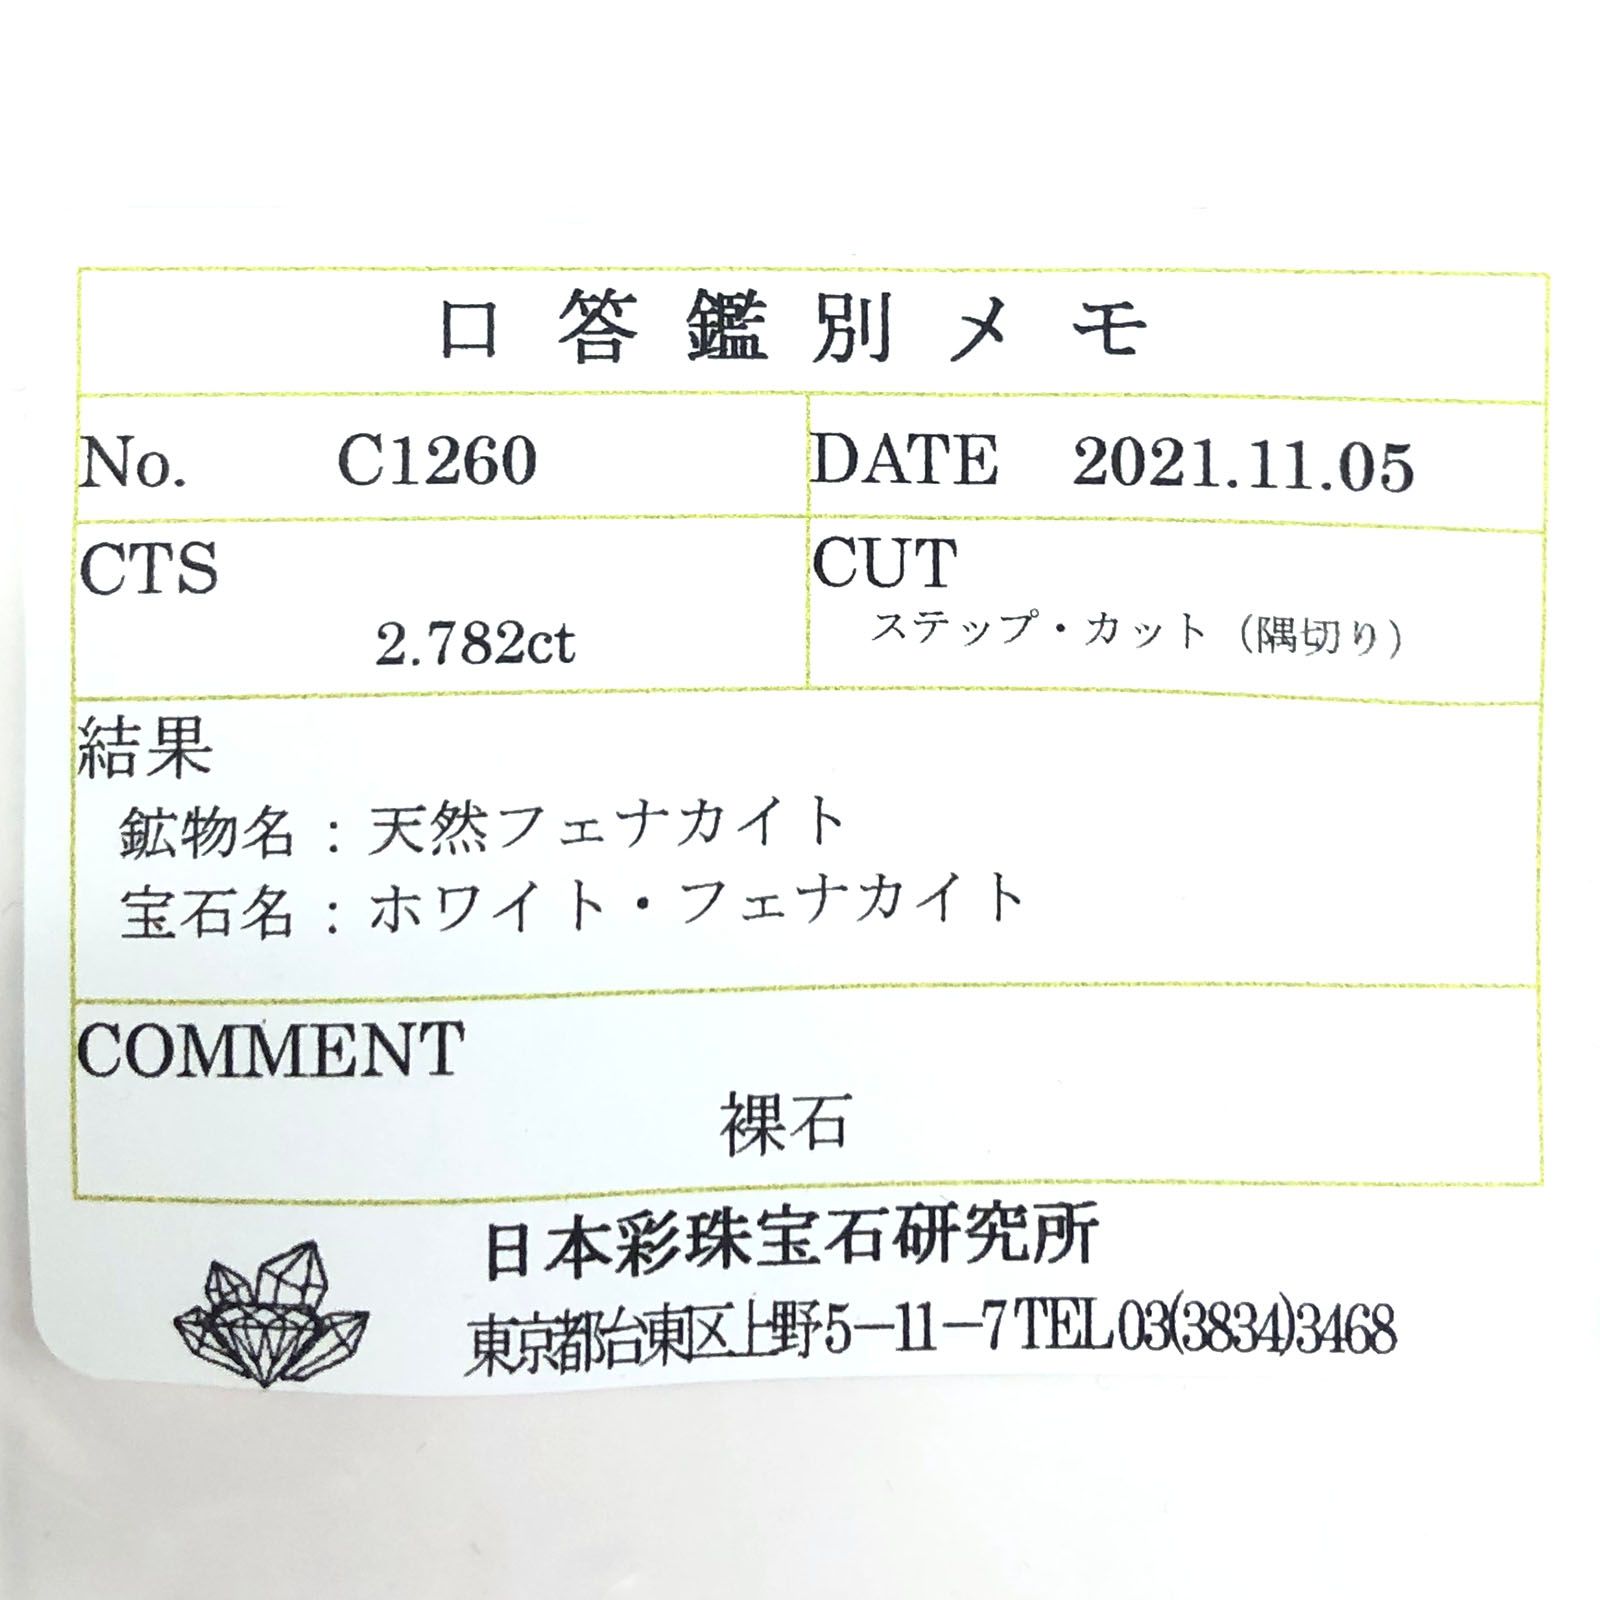 口答鑑別メモ
No. C1260 DATE 2021.11.05
CTS CUT
2.782ct ステップ・カット（隅切り）
結果
鉱物名：天然フェナカイト
宝石名：ホワイト・フェナカイト
COMMENT
裸石
日本彩珠宝石研究所
東京都台東区上野5－11－7 TEL 03(3834)3468